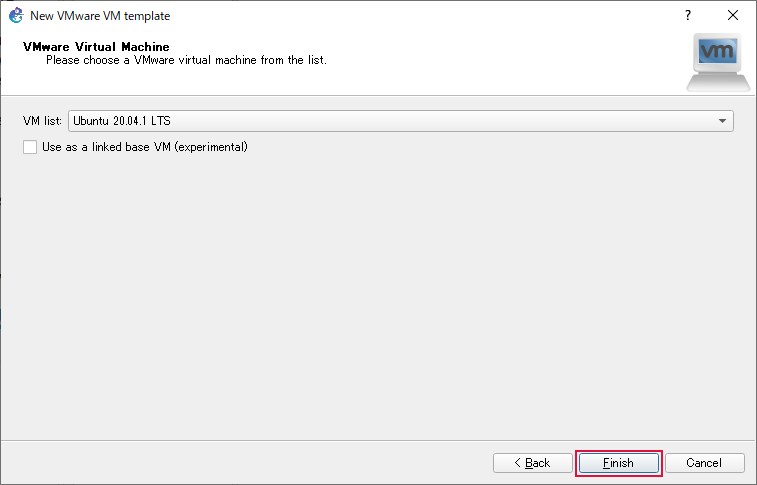 New VMware VM template
?
VMware Virtual Machine
Please choose a VMware virtual machine from the list.
vm
VM list: Ubuntu 20.04.1 LTS
Use as a linked base VM (experimental)
< Back Finish Cancel